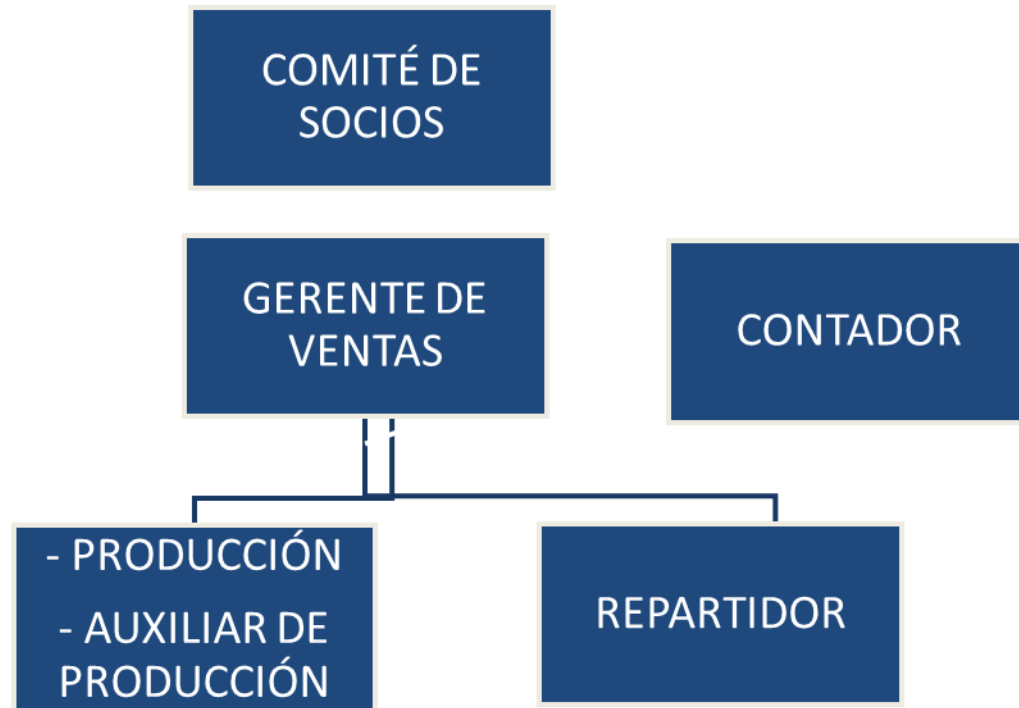 COMITÉ DE
SOCIOS
GERENTE DE
VENTAS
CONTADOR
- PRODUCCIÓN
- AUXILIAR DE
PRODUCCIÓN
REPARTIDOR